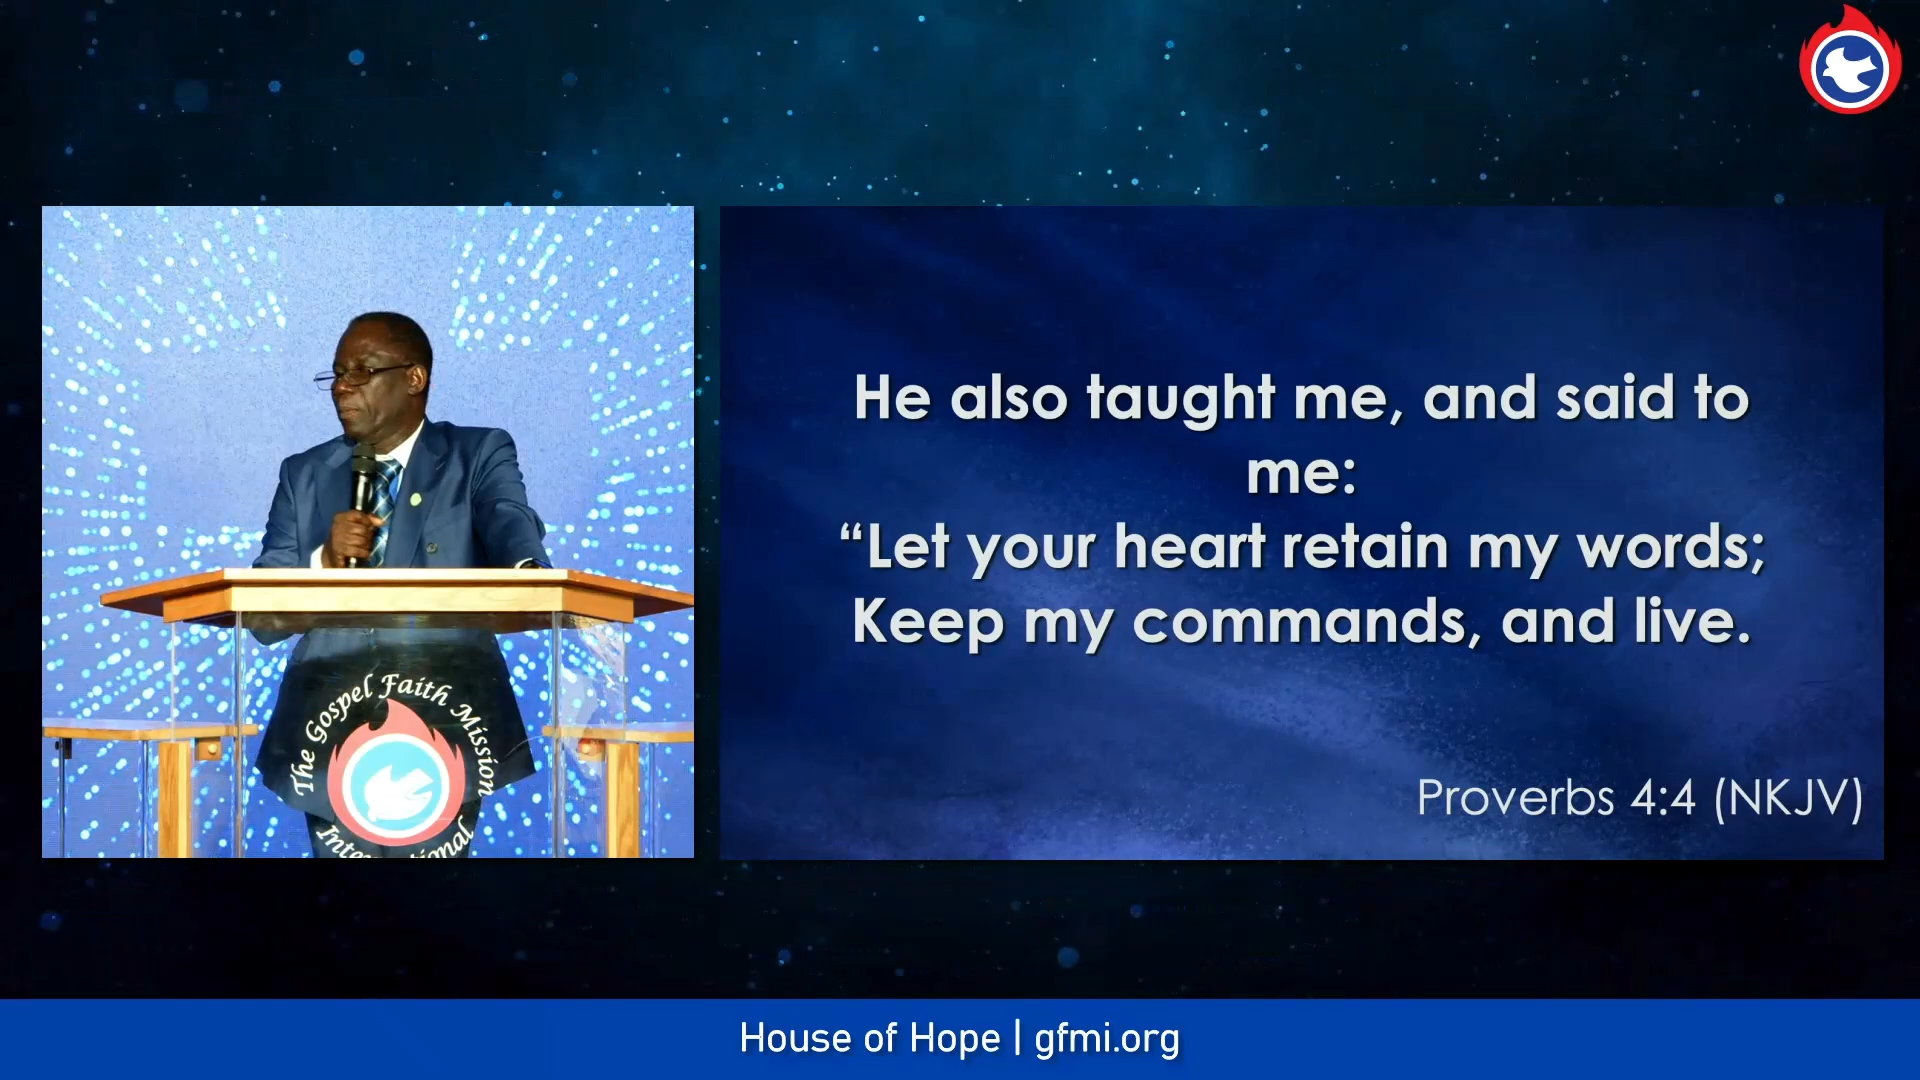 He also taught me, and said to
me:
“Let your heart retain my words;
Keep my commands, and live.
Proverbs 4:4 (NKJV)
The Gospel Faith Mission
International
House of Hope | gfmi.org